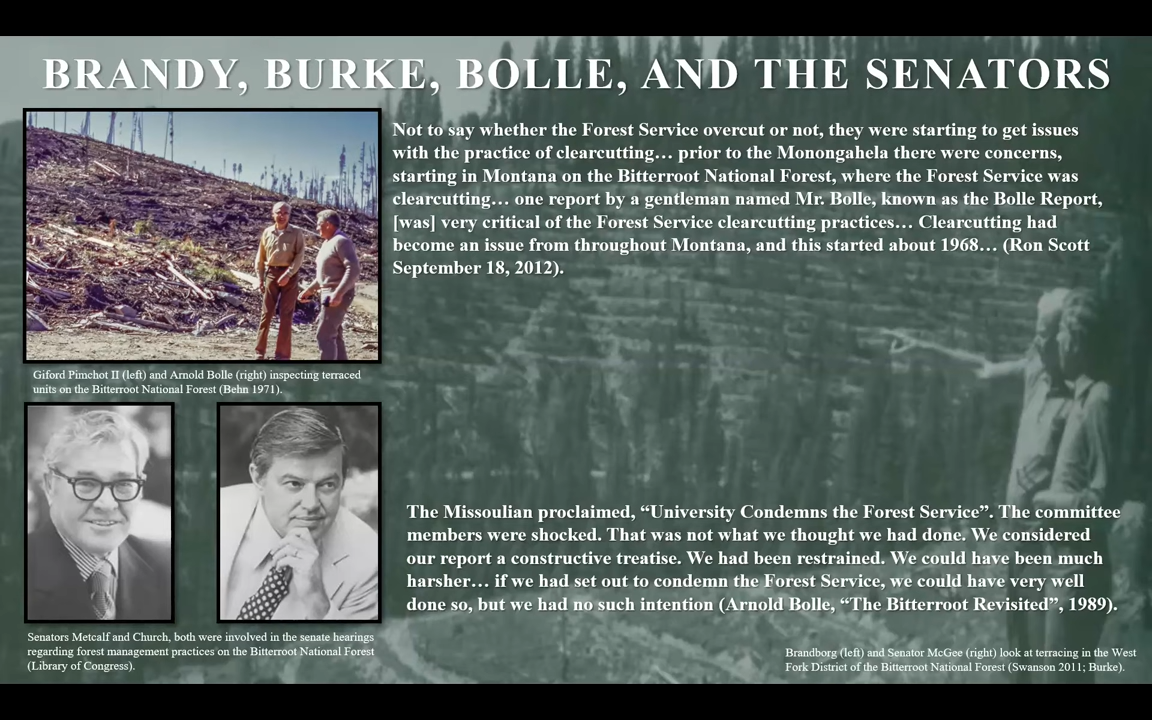 BRANDY, BURKE, BOLLE, AND THE SENATORS
Not to say whether the Forest Service overcut or not, they were starting to get issues
with the practice of clearcutting… prior to the Monongahela there were concerns,
starting in Montana on the Bitterroot National Forest, where the Forest Service was
clearcutting… one report by a gentleman named Mr. Bolle, known as the Bolle Report,
[was] very critical of the Forest Service clearcutting practices… Clearcutting had
become an issue from throughout Montana, and this started about 1968… (Ron Scott
September 18, 2012).
Giford Pimchot II (left) and Arnold Bolle (right) inspecting terraced
units on the Bitterroot National Forest (Behn 1971).
The Missoulian proclaimed, “University Condemns the Forest Service”. The committee
members were shocked. That was not what we thought we had done. We considered
our report a constructive treatise. We had been restrained. We could have been much
harsher… if we had set out to condemn the Forest Service, we could have very well
done so, but we had no such intention (Arnold Bolle, “The Bitterroot Revisited”, 1989).
Senators Metcalf and Church, both were involved in the senate hearings
regarding forest management practices on the Bitterroot National Forest
(Library of Congress).
Brandborg (left) and Senator McGee (right) look at terracing in the West
Fork District of the Bitterroot National Forest (Swanson 2011; Burke).